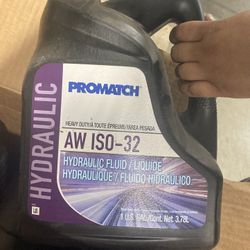 HYDRAULIC
PROMATCH
HEAVY DUTY/À TOUTE ÉPREUVE/TAREA PESADA
AW ISO-32
HYDRAULIC FLUID / LIQUIDE
HYDRAULIQUE / FLUIDO HIDRÁULICO
1 U.S. GAL/Cont. Net. 3.78L